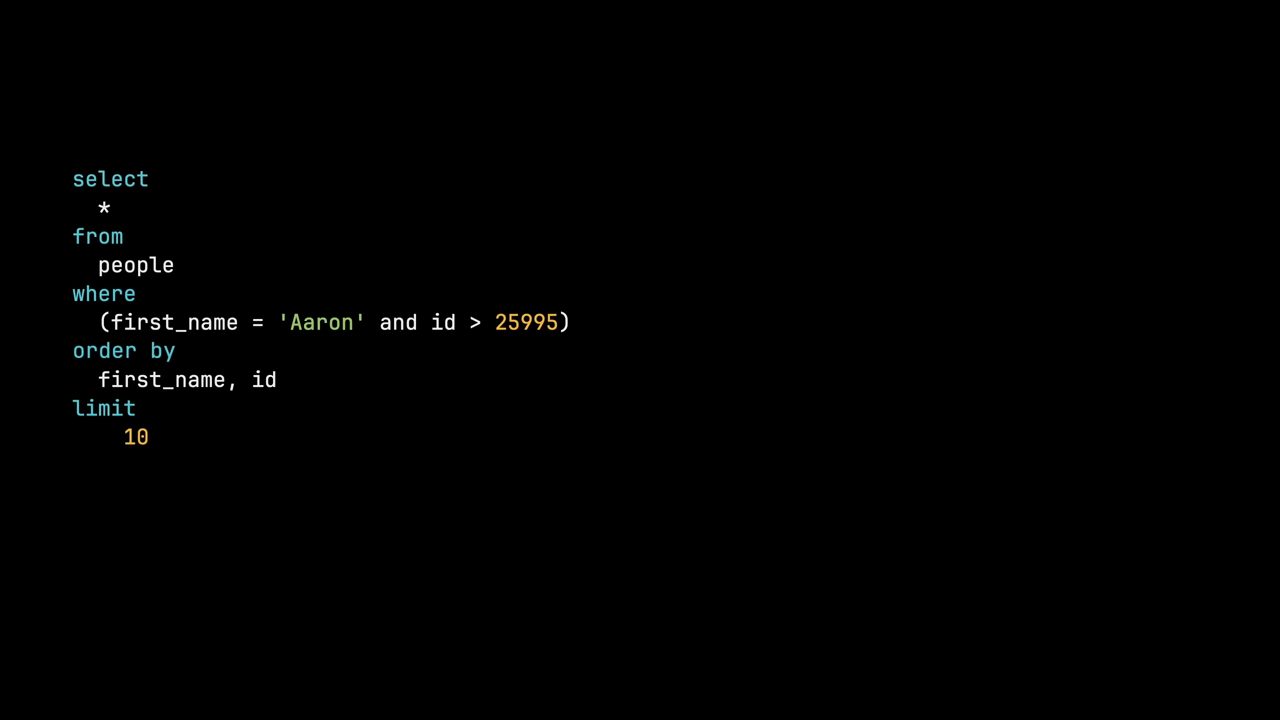 select
  *
from
  people
where
  (first_name = 'Aaron' and id > 25995)
order by
  first_name, id
limit
    10